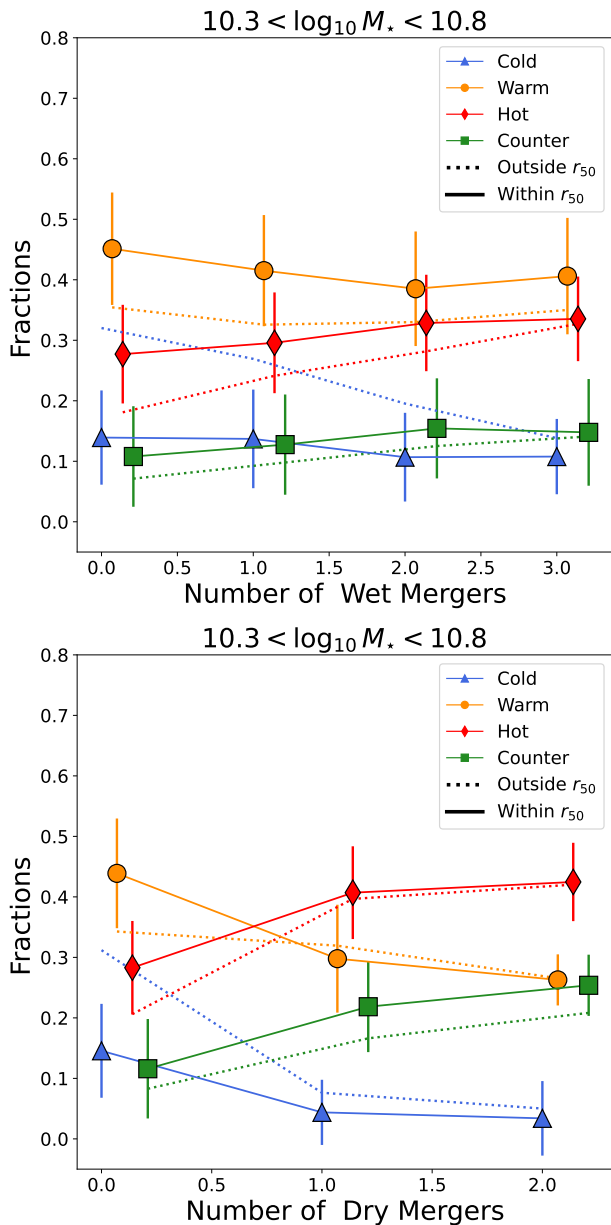 10.3 < log₁₀ M⋆ < 10.8
Fractions
0.8
0.7
0.6
0.5
0.4
0.3
0.2
0.1
0.0
Cold
Warm
Hot
Counter
Outside r₅₀
Within r₅₀
0.0 0.5 1.0 1.5 2.0 2.5 3.0
Number of Wet Mergers
10.3 < log₁₀ M⋆ < 10.8
Fractions
0.8
0.7
0.6
0.5
0.4
0.3
0.2
0.1
0.0
Cold
Warm
Hot
Counter
Outside r₅₀
Within r₅₀
0.0 0.5 1.0 1.5 2.0
Number of Dry Mergers